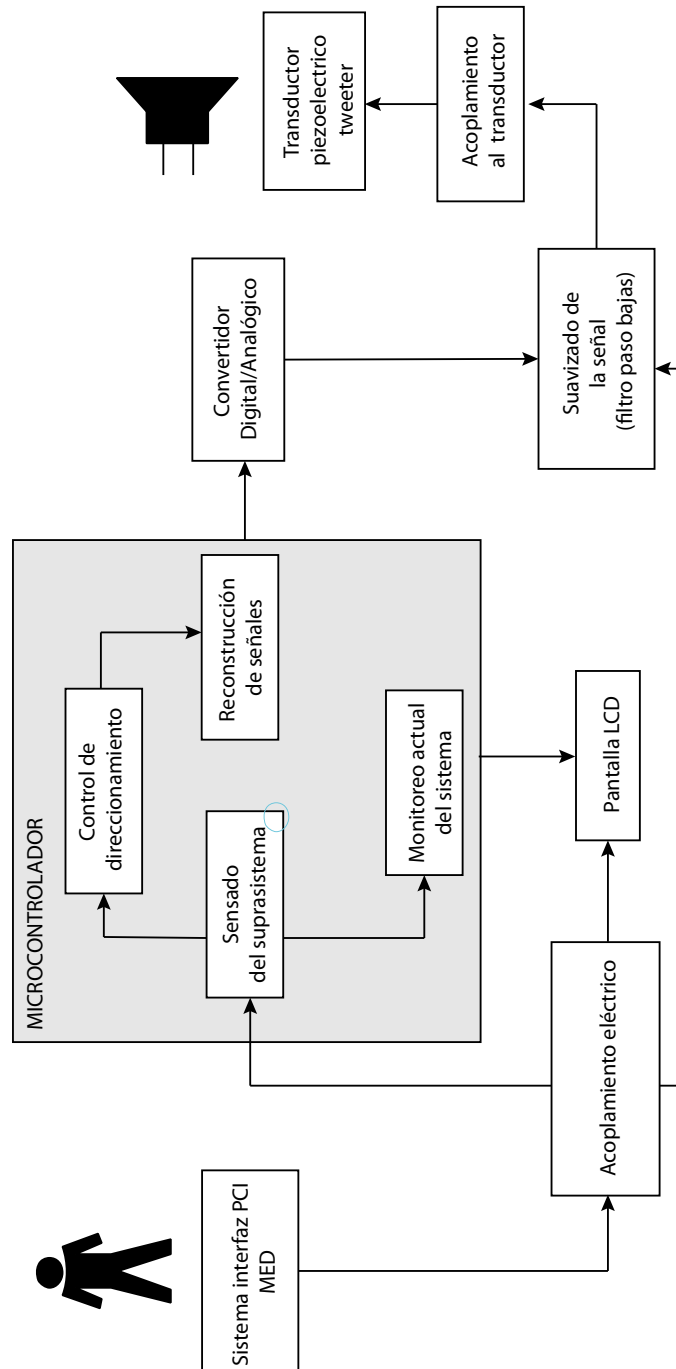 Sistema interfaz PCI
MED
Acoplamiento eléctrico
MICROCONTROLADOR
Sensado
del suprasistema
Control de
direccionamiento
Reconstrucción
de señales
Monitoreo actual
del sistema
Pantalla LCD
Convertidor
Digital/Analógico
Suavizado de
la señal
(filtro paso bajas)
Acoplamiento
al transductor
Transductor
piezoelectrico
tweeter